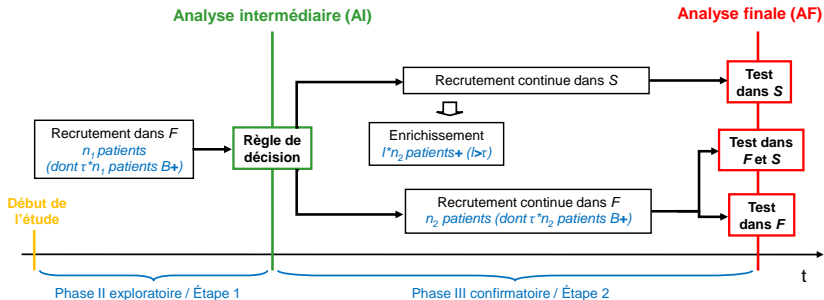 Analyse intermédiaire (AI)
Analyse finale (AF)
Recrutement continue dans S
Test
dans S
Enrichissement
l*n2 patients+ (l>τ)
Recrutement dans F
n1 patients
(dont τ*n1 patients B+)
Règle de
décision
Test dans
F et S
Recrutement continue dans F
n2 patients (dont τ*n2 patients B+)
Test
dans F
Début de
l'étude
t
Phase II exploratoire / Étape 1
Phase III confirmatoire / Étape 2